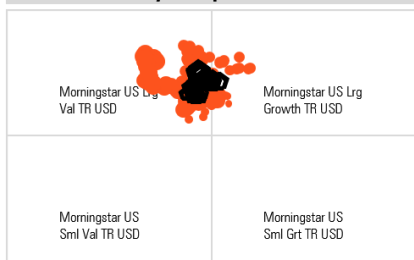 Morningstar US Lrg
Val TR USD
Morningstar US Lrg
Growth TR USD
Morningstar US
Sml Val TR USD
Morningstar US
Sml Grt TR USD